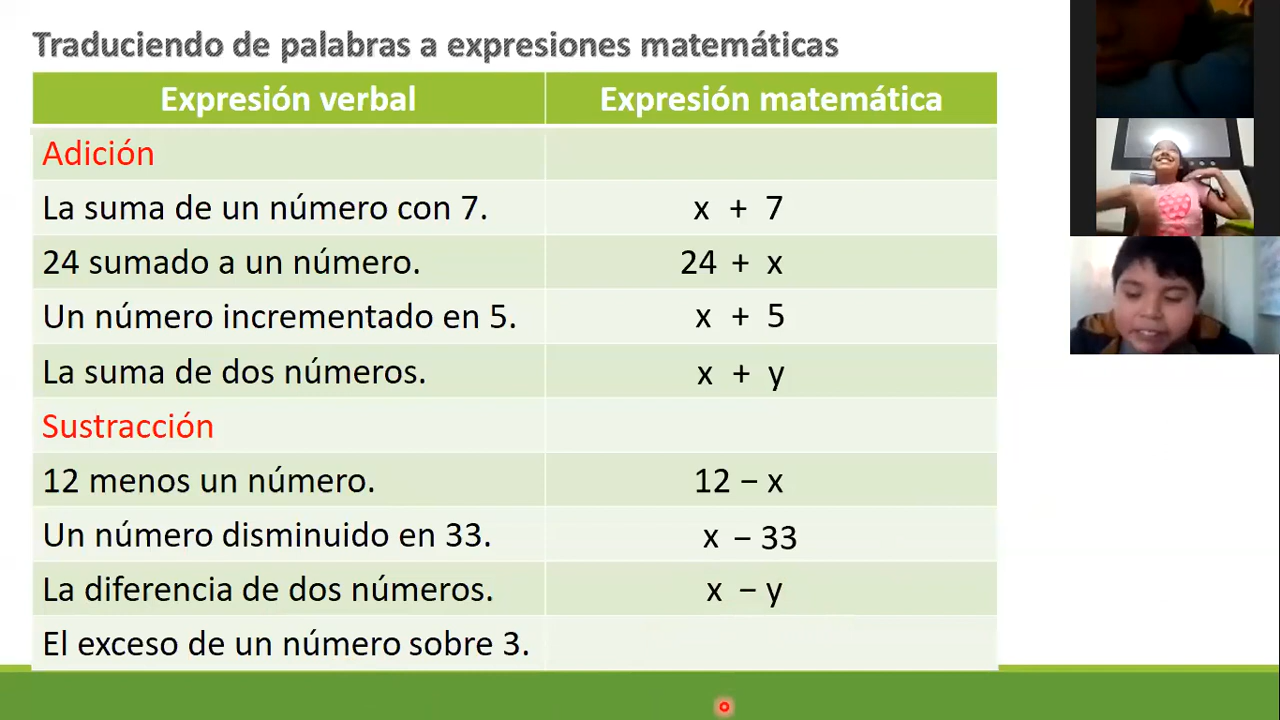 Traduciendo de palabras a expresiones matemáticas
Expresión verbal Expresión matemática
Adición
La suma de un número con 7. x + 7
24 sumado a un número. 24 + x
Un número incrementado en 5. x + 5
La suma de dos números. x + y
Sustracción
12 menos un número. 12 − x
Un número disminuido en 33. x − 33
La diferencia de dos números. x − y
El exceso de un número sobre 3.